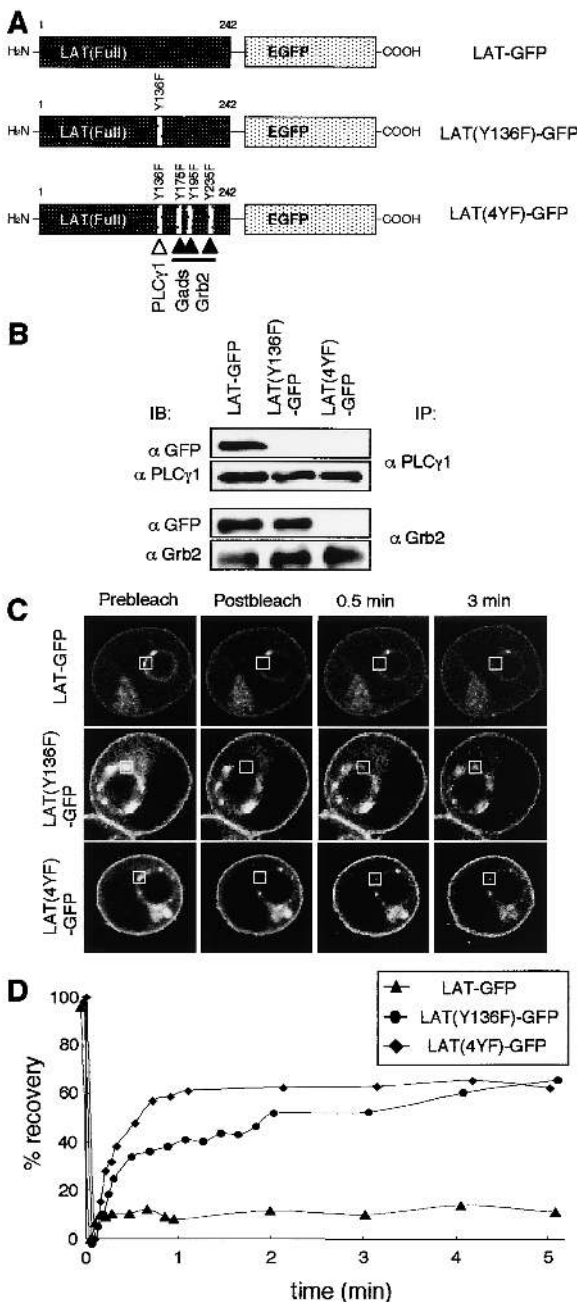 A
1 242
H₂N LAT(Full) EGFP COOH LAT-GFP
Y136F
1 242
H₂N LAT(Full) EGFP COOH LAT(Y136F)-GFP
Y136F Y175F Y195F Y235F
1 242
H₂N LAT(Full) EGFP COOH LAT(4YF)-GFP
PLCγ1 Gads Grb2
B
LAT-GFP LAT(Y136F)-GFP LAT(4YF)-GFP
IB: IP:
α GFP
α PLCγ1
α PLCγ1
α GFP
α Grb2
α Grb2
C
Prebleach Postbleach 0.5 min 3 min
LAT-GFP
LAT(Y136F)
-GFP
LAT(4YF)
-GFP
D
LAT-GFP
LAT(Y136F)-GFP
LAT(4YF)-GFP
% recovery
100
80
60
40
20
0
0 1 2 3 4 5
time (min)